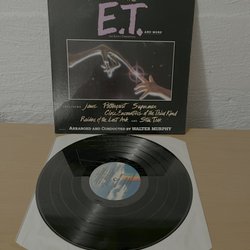 E.T.
AND MORE
Jaws Poltergeist Superman
Close Encounters of the Third Kind
Raiders of the Lost Ark ... Star Trek
ARRANGED AND CONDUCTED BY WALTER MURPHY